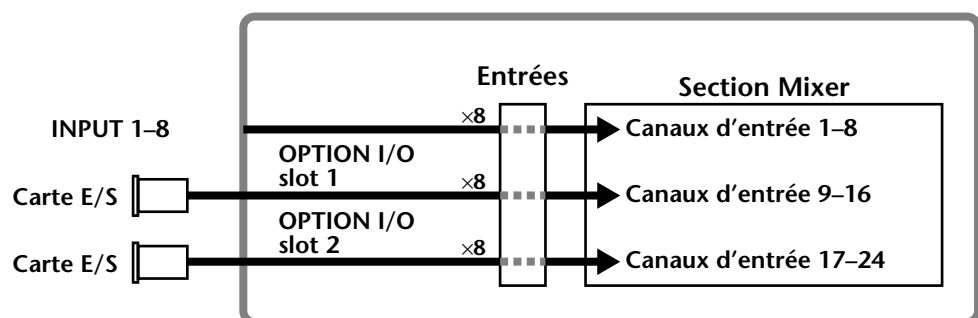 Entrées
Section Mixer
INPUT 1–8
×8
Canaux d'entrée 1–8
OPTION I/O
slot 1
Carte E/S
×8
Canaux d'entrée 9–16
OPTION I/O
slot 2
Carte E/S
×8
Canaux d'entrée 17–24